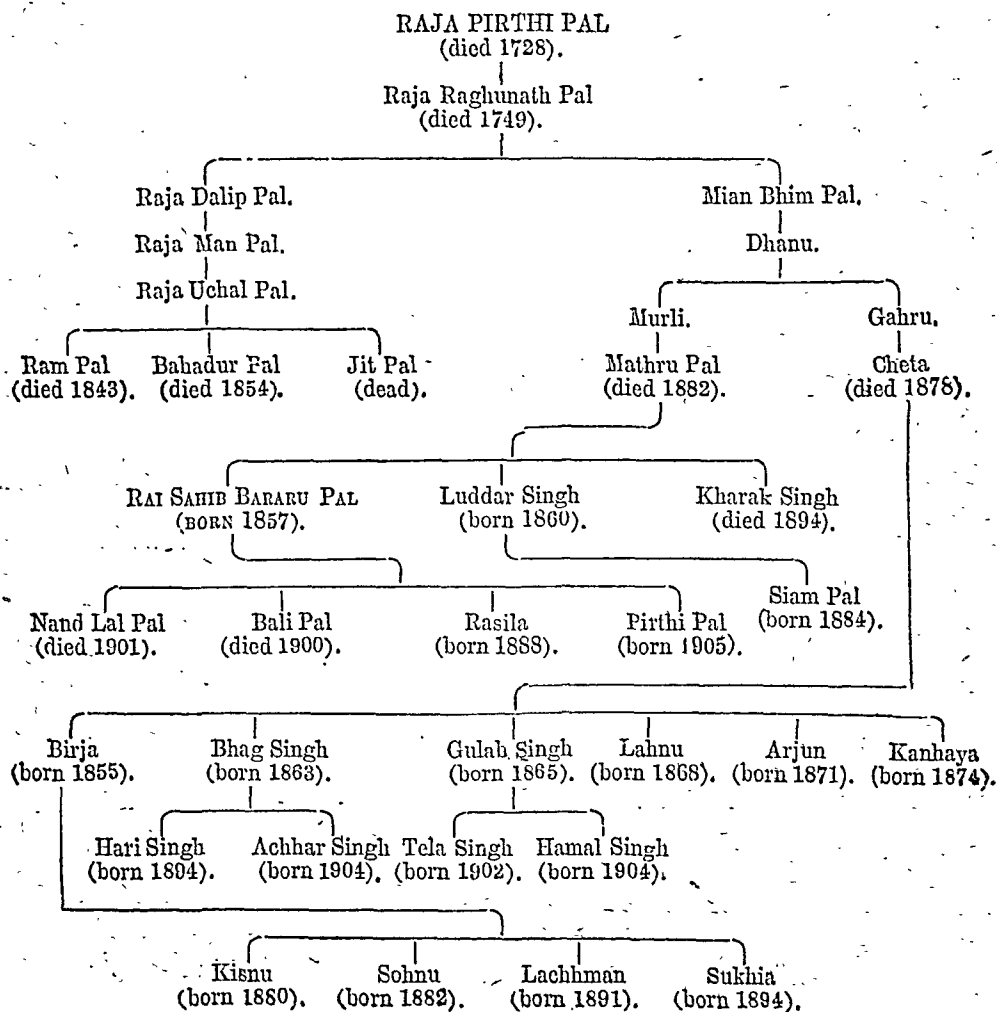 RAJA PIRTHI PAL
(died 1728).
Raja Raghunath Pal
(died 1749).
Raja Dalip Pal. Mian Bhim Pal.
Raja Man Pal. Dhanu.
Raja Uchal Pal.
Murli. Gahru.
Ram Pal Bahadur Pal Jit Pal Mathru Pal Cheta
(died 1843). (died 1854). (dead). (died 1882). (died 1878).
RAI SAHIB BARARU PAL Luddar Singh Kharak Singh
(BORN 1857). (born 1860). (died 1894).
Siam Pal
(born 1884).
Nand Lal Pal Bali Pal Rasila Pirthi Pal
(died 1901). (died 1900). (born 1888). (born 1905).
Birja Bhag Singh Gulab Singh Lahnu Arjun Kanhaya
(born 1855). (born 1863). (born 1865). (born 1868). (born 1871). (born 1874).
Hari Singh Achhar Singh Tela Singh Hamal Singh
(born 1894). (born 1904). (born 1902). (born 1904).
Kisnu Sohnu Lachhman Sukhia
(born 1880). (born 1882). (born 1891). (born 1894).